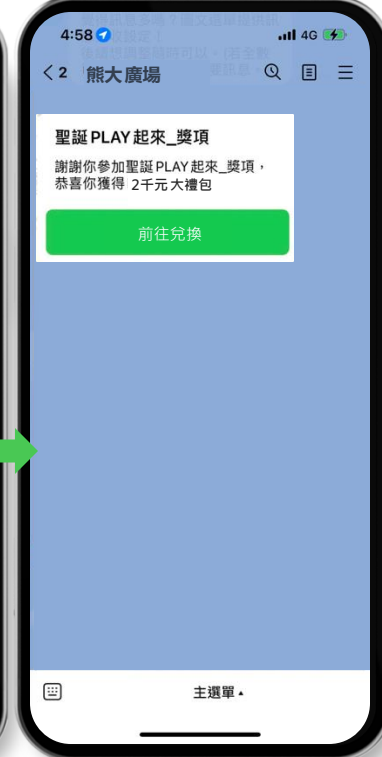 4:58
4G
2 熊大廣場
聖誕PLAY起來_獎項
謝謝你參加聖誕PLAY起來_獎項，
恭喜你獲得 2千元大禮包
前往兌換
主選單